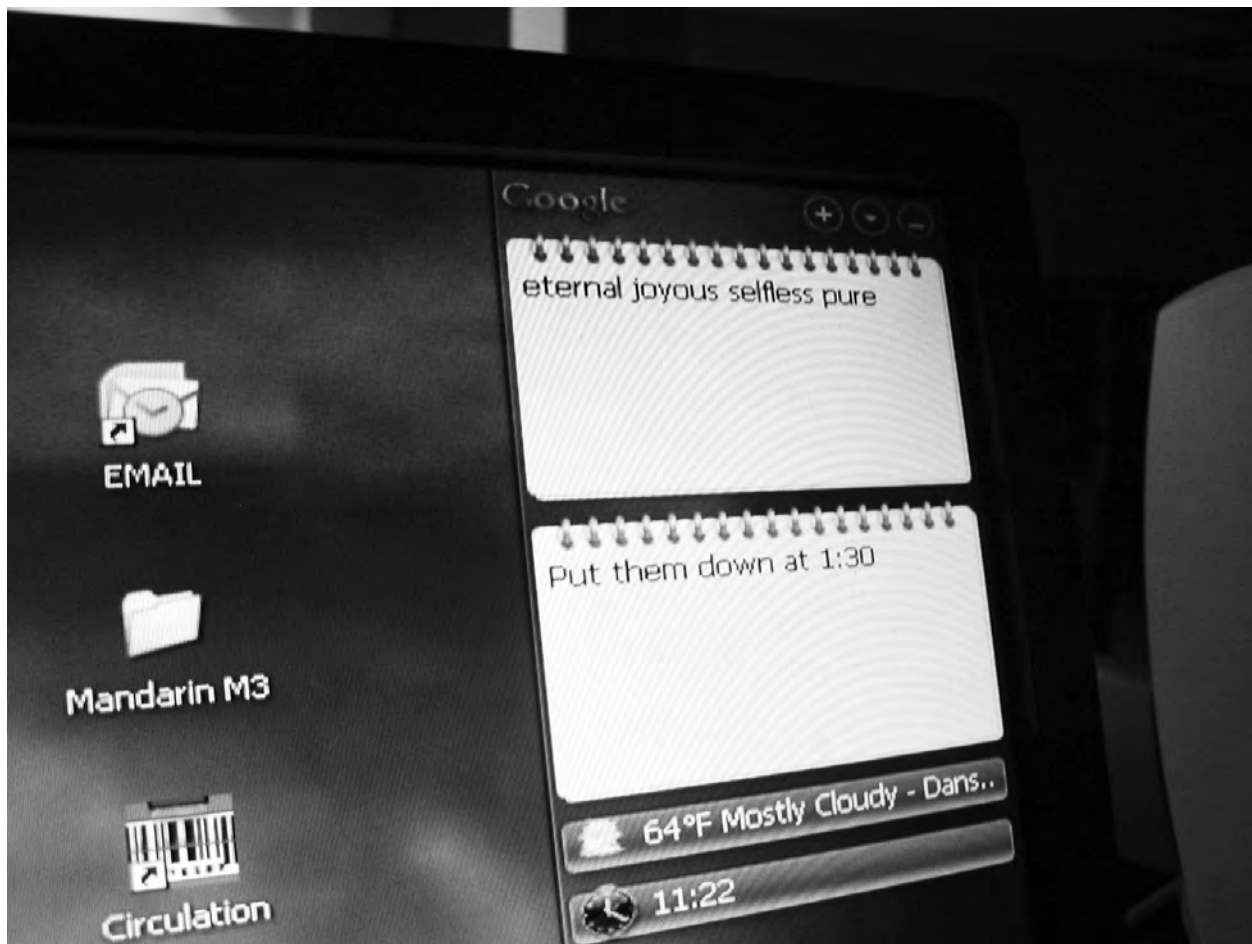 Google
eternal joyous selfless pure
EMAIL
Put them down at 1:30
Mandarin M3
64°F Mostly Cloudy - Dans..
Circulation
11:22